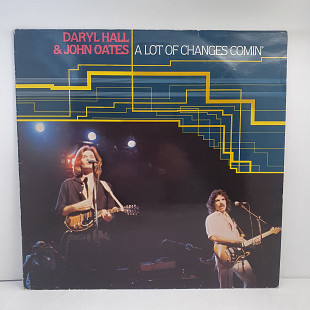 DARYL HALL
& JOHN OATES A LOT OF CHANGES COMIN'